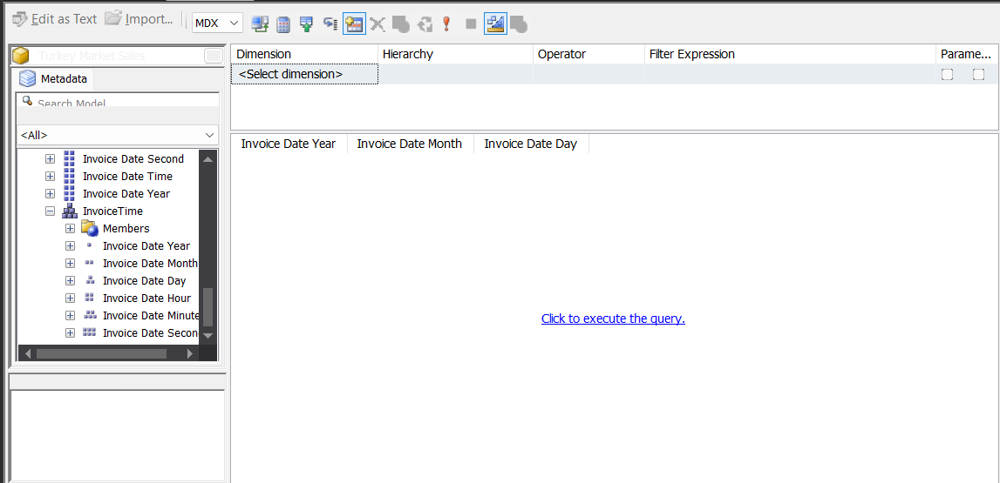 Edit as Text Import... MDX
Turkey Market Sales
Metadata
Search Model
<All>
Invoice Date Second
Invoice Date Time
Invoice Date Year
InvoiceTime
Members
Invoice Date Year
Invoice Date Month
Invoice Date Day
Invoice Date Hour
Invoice Date Minute
Invoice Date Secon
Dimension Hierarchy Operator Filter Expression Parame...
<Select dimension>
Invoice Date Year Invoice Date Month Invoice Date Day
Click to execute the query.